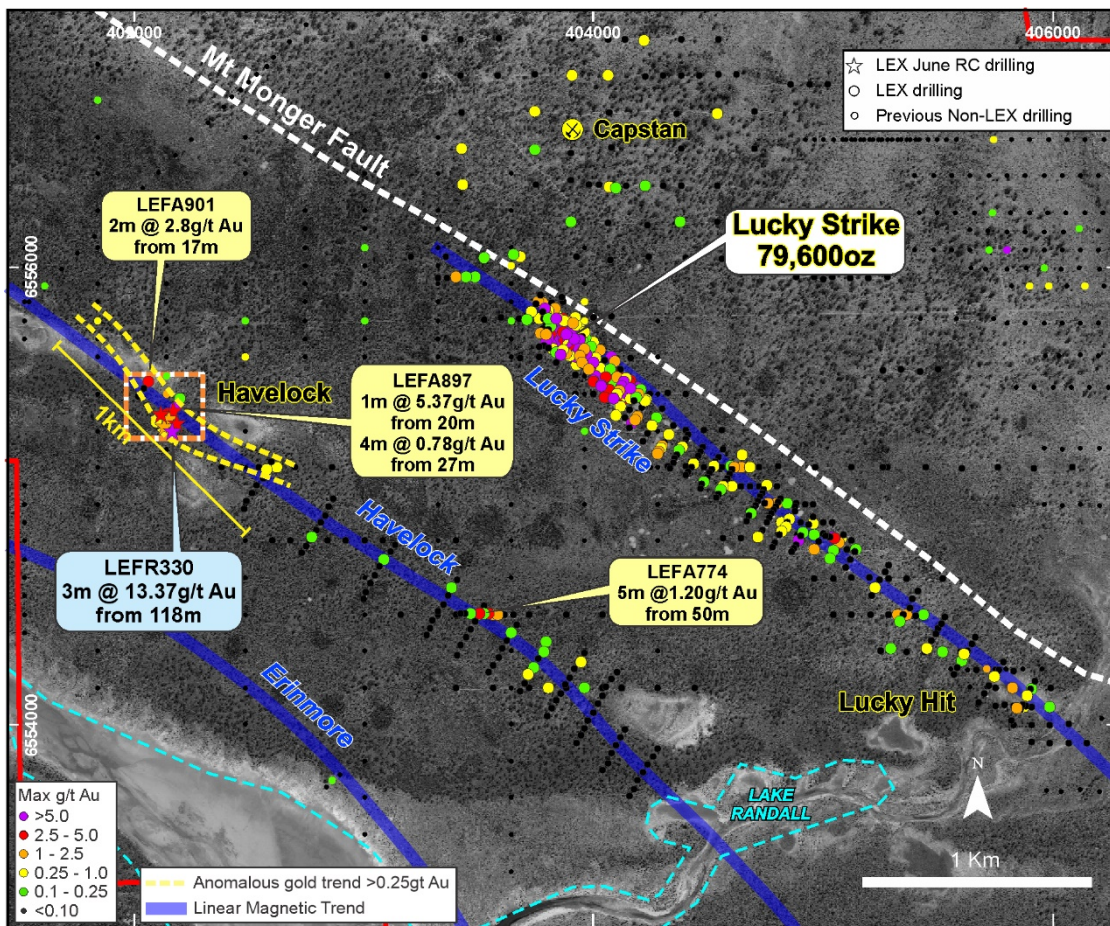 402000
404000
406000
Mt Monger Fault
☆ LEX June RC drilling
○ LEX drilling
○ Previous Non-LEX drilling
Capstan
LEFA901
2m @ 2.8g/t Au
from 17m
Lucky Strike
79,600oz
6556000
Havelock
LEFA897
1m @ 5.37g/t Au
from 20m
4m @ 0.78g/t Au
from 27m
1km
Lucky Strike
Havelock
LEFR330
3m @ 13.37g/t Au
from 118m
LEFA774
5m @1.20g/t Au
from 50m
Erinmore
Lucky Hit
6554000
LAKE
RANDALL
N
1 Km
Max g/t Au
>5.0
2.5 - 5.0
1 - 2.5
0.25 - 1.0
0.1 - 0.25
<0.10
Anomalous gold trend >0.25gt Au
Linear Magnetic Trend